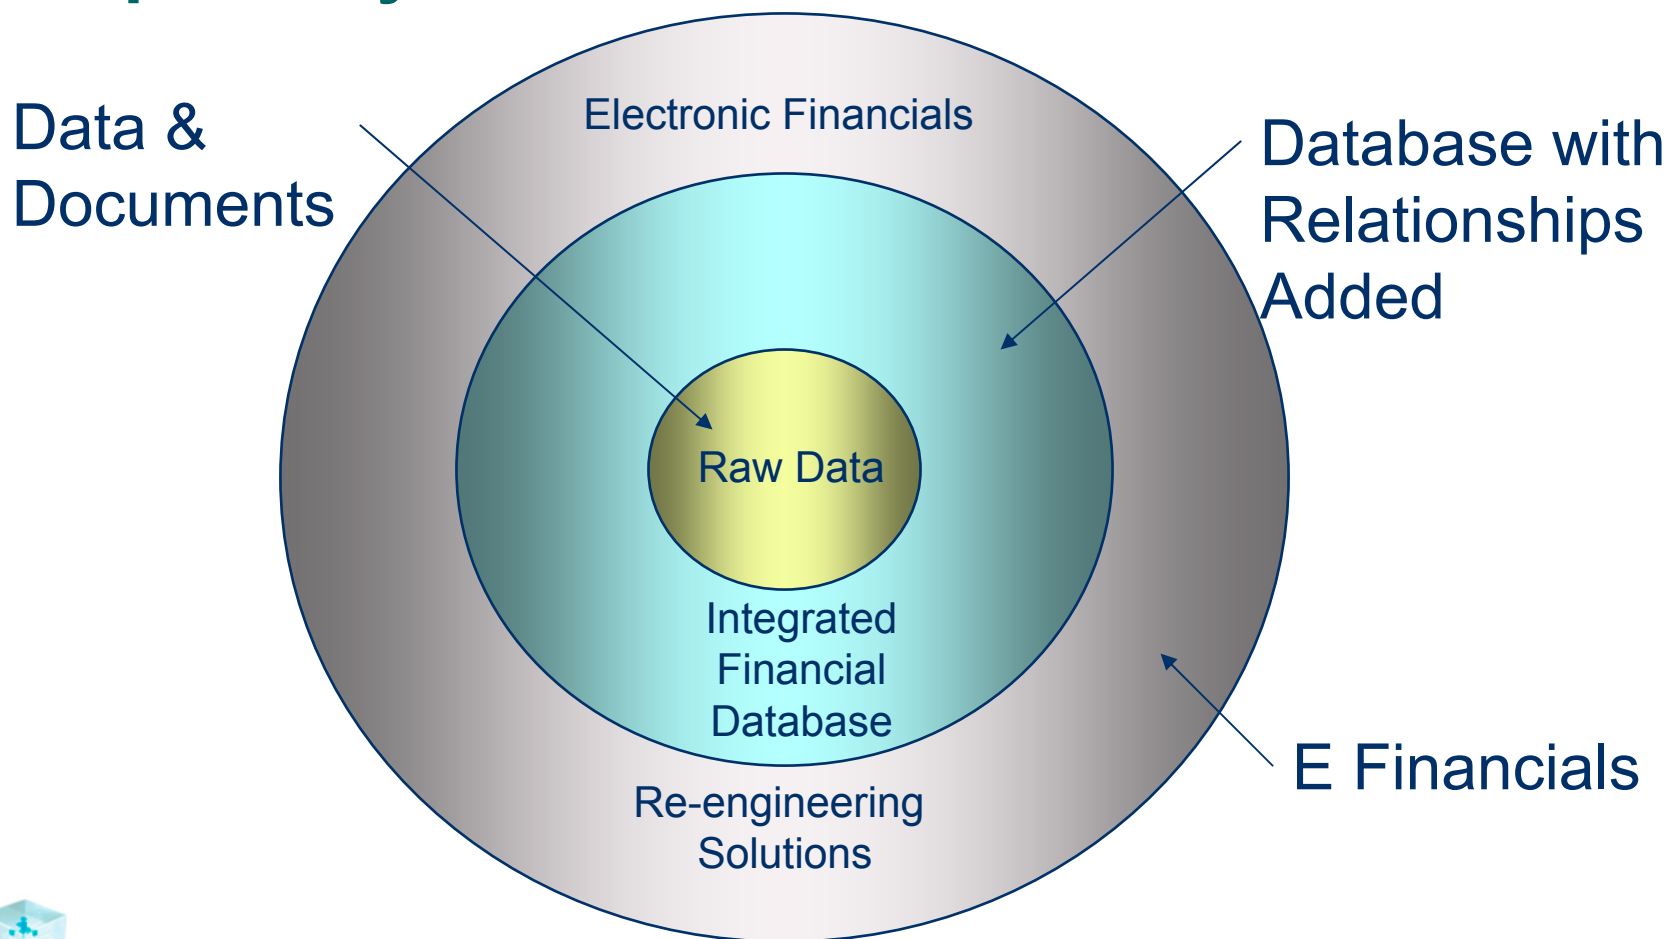 Electronic Financials
Data &
Documents
Database with
Relationships
Added
Raw Data
Integrated
Financial
Database
E Financials
Re-engineering
Solutions